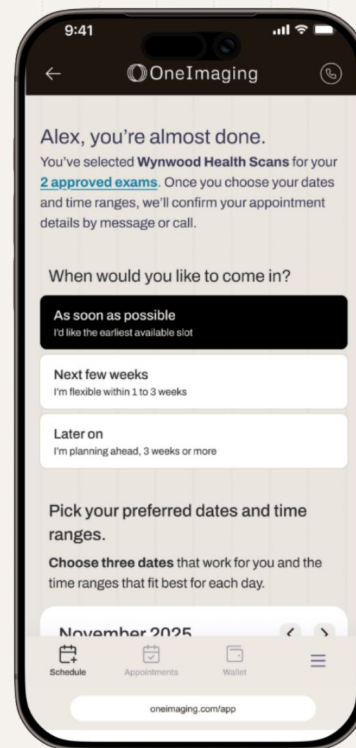 9:41
OneImaging
Alex, you're almost done.
You've selected Wynwood Health Scans for your
2 approved exams. Once you choose your dates
and time ranges, we'll confirm your appointment
details by message or call.
When would you like to come in?
As soon as possible
I'd like the earliest available slot
Next few weeks
I'm flexible within 1 to 3 weeks
Later on
I'm planning ahead, 3 weeks or more
Pick your preferred dates and time
ranges.
Choose three dates that work for you and the
time ranges that fit best for each day.
November 2025
Schedule
Appointments
Wallet
oneimaging.com/app